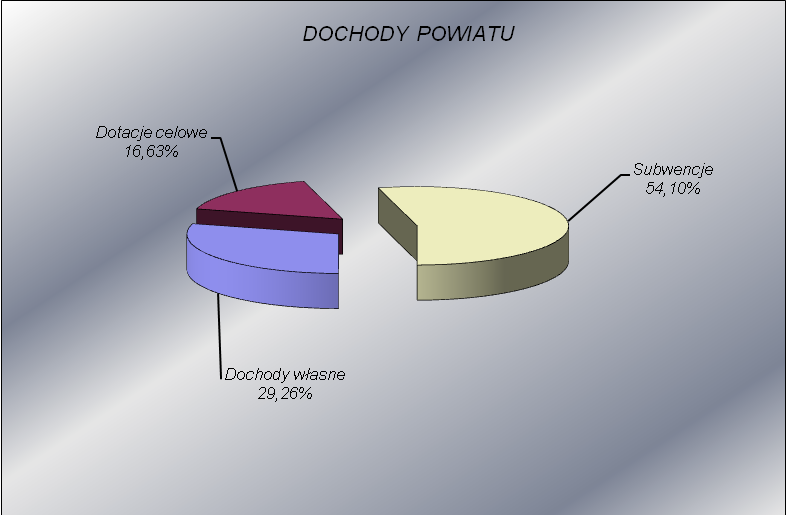 DOCHODY POWIATU
Dotacje celowe
16,63%
Subwencje
54,10%
Dochody własne
29,26%